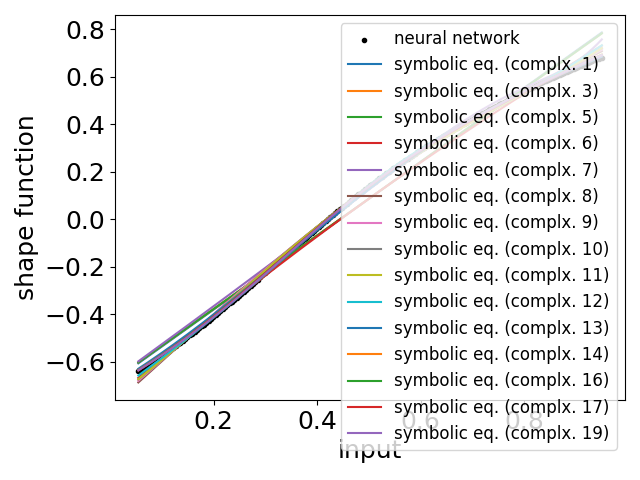 0.8
0.6
0.4
0.2
0.0
−0.2
−0.4
−0.6
shape function
neural network
symbolic eq. (complx. 1)
symbolic eq. (complx. 3)
symbolic eq. (complx. 5)
symbolic eq. (complx. 6)
symbolic eq. (complx. 7)
symbolic eq. (complx. 8)
symbolic eq. (complx. 9)
symbolic eq. (complx. 10)
symbolic eq. (complx. 11)
symbolic eq. (complx. 12)
symbolic eq. (complx. 13)
symbolic eq. (complx. 14)
symbolic eq. (complx. 16)
symbolic eq. (complx. 17)
symbolic eq. (complx. 19)
0.2 0.4 0.6 0.8
input